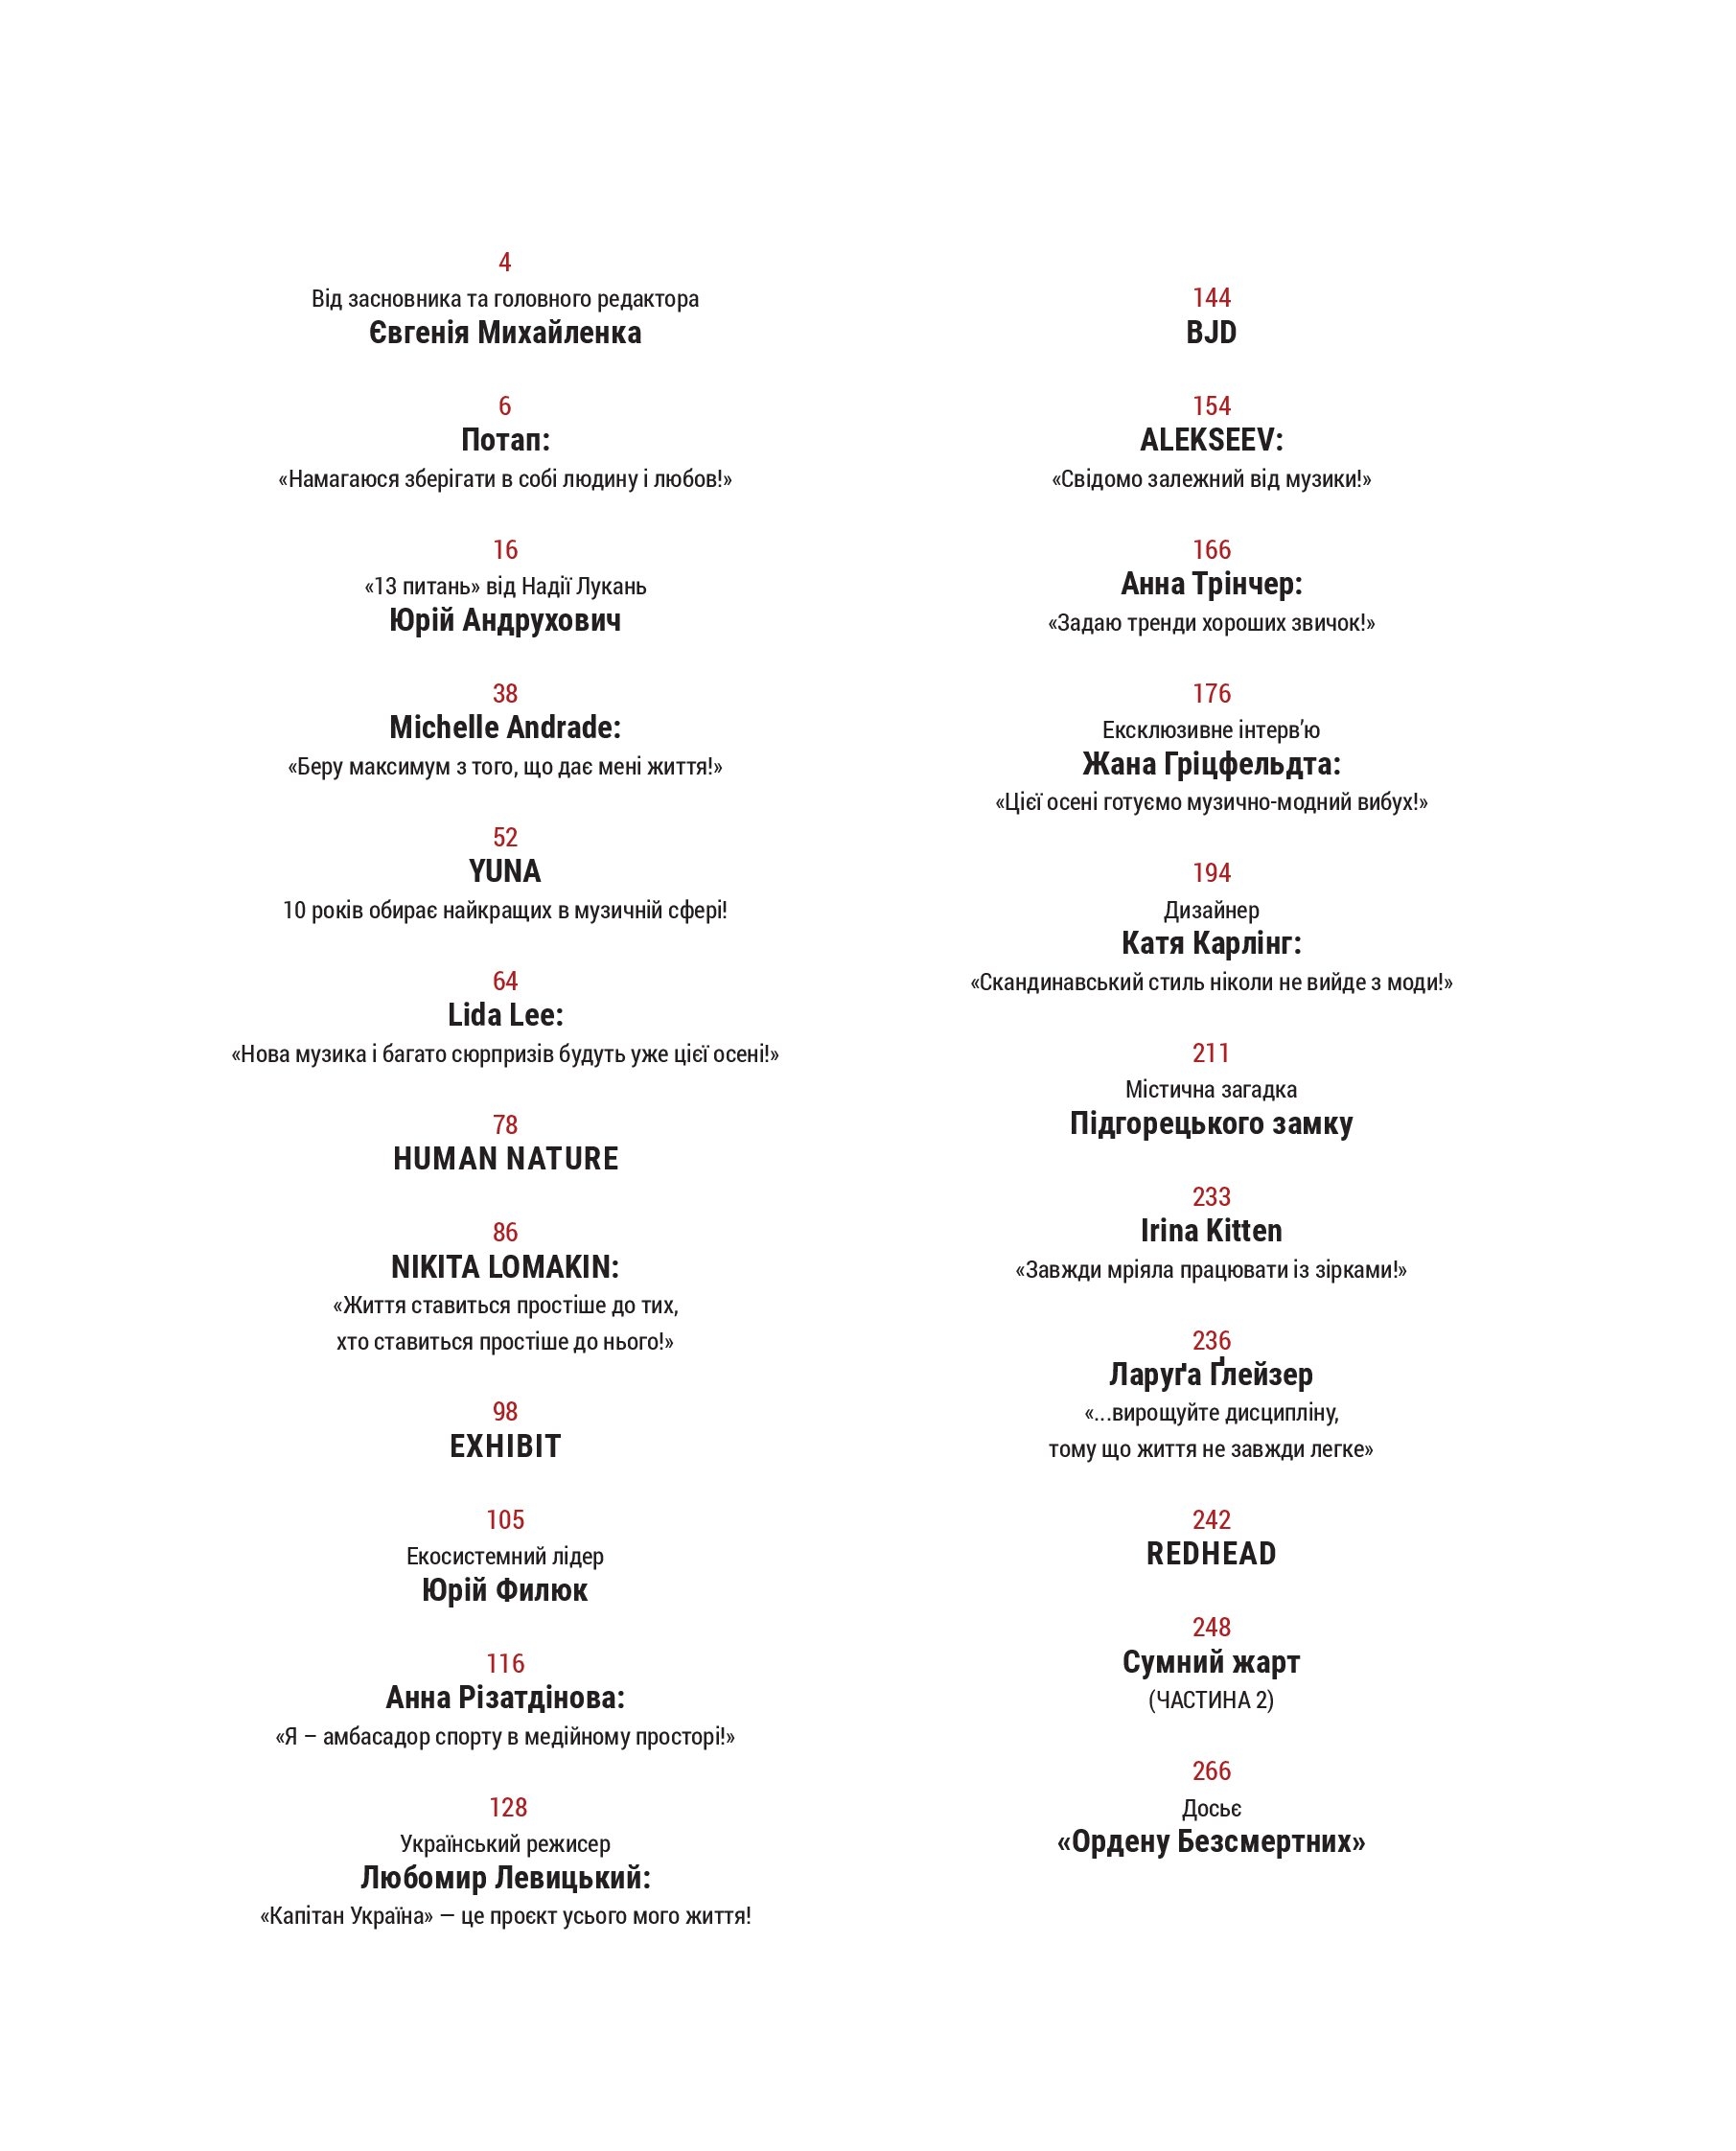 4
Від засновника та головного редактора
Євгенія Михайленка
6
Потап:
«Намагаюся зберігати в собі людину і любов!»
16
«13 питань» від Надії Лукань
Юрій Андрухович
38
Michelle Andrade:
«Беру максимум з того, що дає мені життя!»
52
YUNA
10 років обирає найкращих в музичній сфері!
64
Lida Lee:
«Нова музика і багато сюрпризів будуть уже цієї осені!»
78
HUMAN NATURE
86
NIKITA LOMAKIN:
«Життя ставиться простіше до тих,
хто ставиться простіше до нього!»
98
EXHIBIT
105
Екосистемний лідер
Юрій Филюк
116
Анна Різатдінова:
«Я – амбасадор спорту в медійному просторі!»
128
Український режисер
Любомир Левицький:
«Капітан Україна» — це проєкт усього мого життя!
144
BJD
154
ALEKSEEV:
«Свідомо залежний від музики!»
166
Анна Трінчер:
«Задаю тренди хороших звичок!»
176
Ексклюзивне інтерв’ю
Жана Гріцфельдта:
«Цієї осені готуємо музично-модний вибух!»
194
Дизайнер
Катя Карлінг:
«Скандинавський стиль ніколи не вийде з моди!»
211
Містична загадка
Підгорецького замку
233
Irina Kitten
«Завжди мріяла працювати із зірками!»
236
Ларуґа Ґлейзер
«...вирощуйте дисципліну,
тому що життя не завжди легке»
242
REDHEAD
248
Сумний жарт
(ЧАСТИНА 2)
266
Досьє
«Ордену Безсмертних»